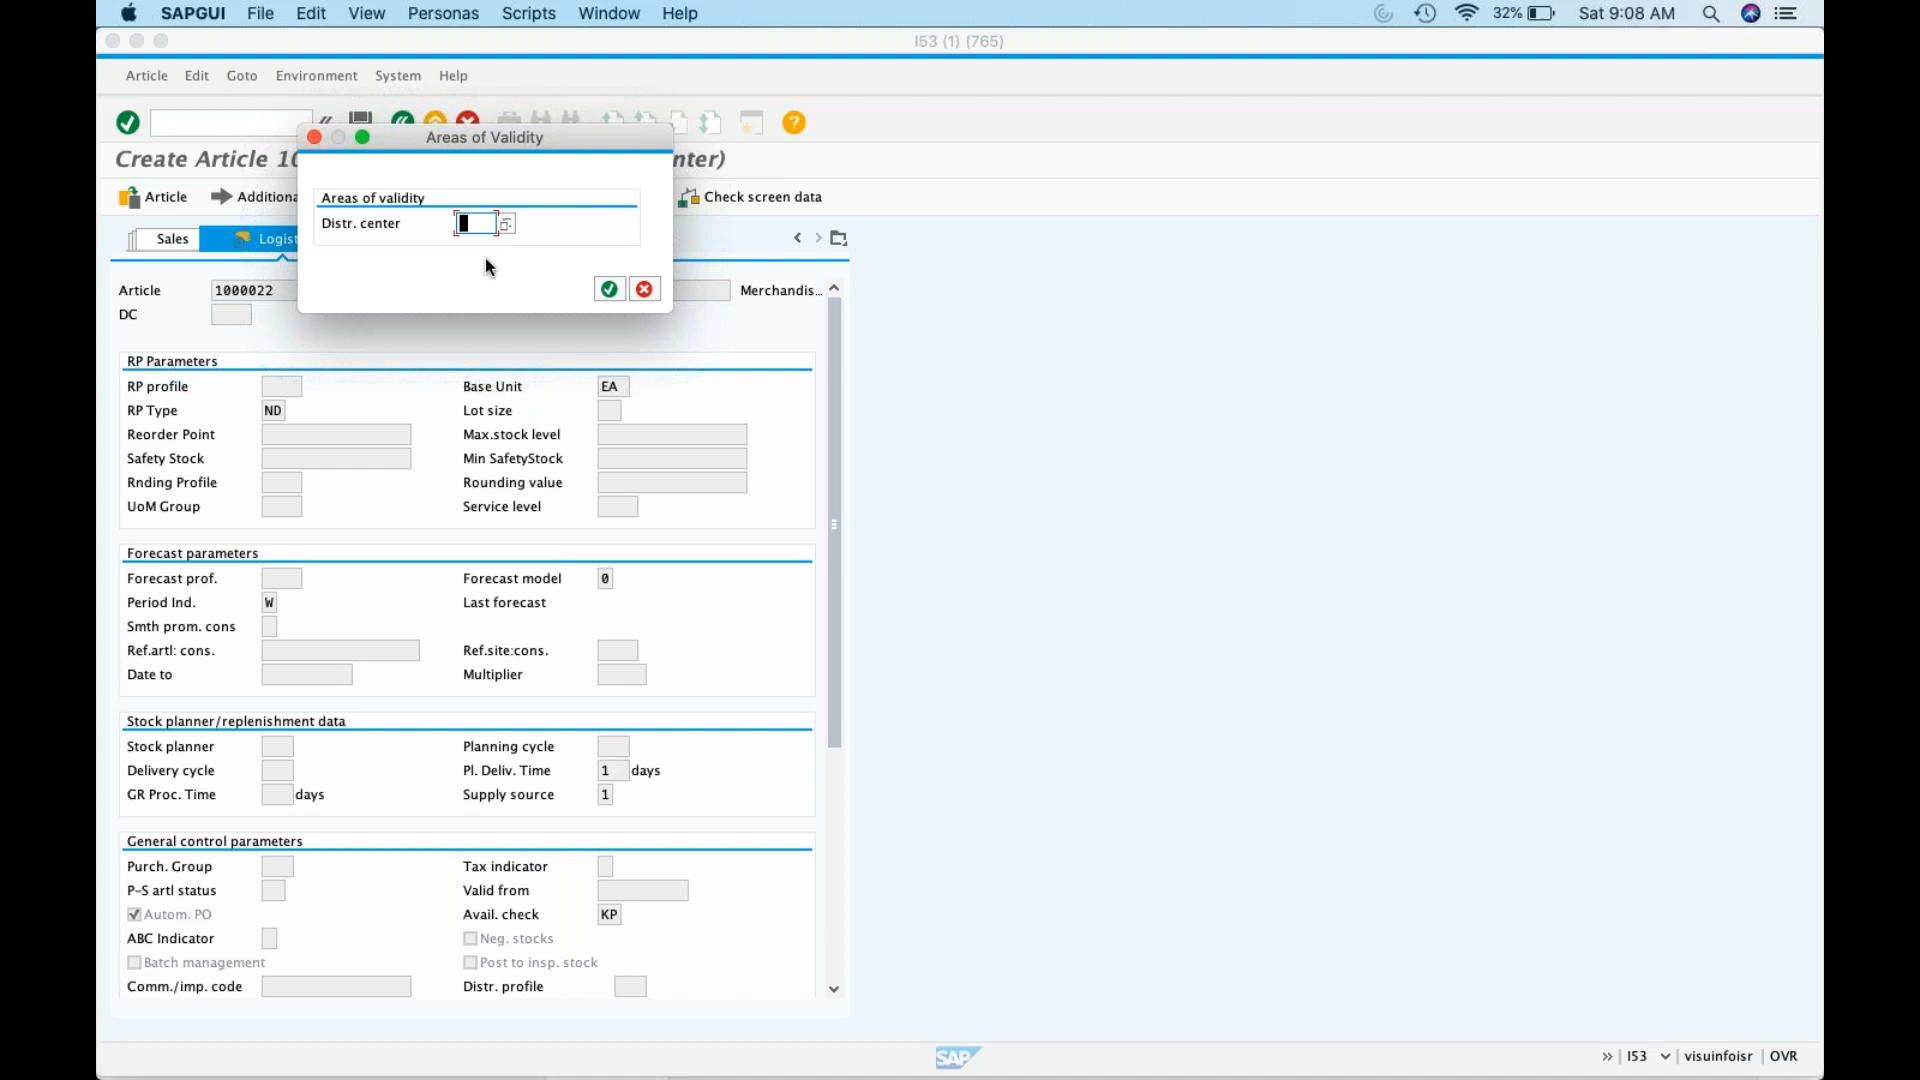 SAPGUI File Edit View Personas Scripts Window Help 32% Sat 9:08 AM
I53 (1) (765)
Article Edit Goto Environment System Help
Areas of Validity
Create Article 10 nter)
Article Additiona Check screen data
Areas of validity
Distr. center
Sales Logist
Article 1000022 Merchandis...
DC
RP Parameters
RP profile Base Unit EA
RP Type ND Lot size
Reorder Point Max.stock level
Safety Stock Min SafetyStock
Rnding Profile Rounding value
UoM Group Service level
Forecast parameters
Forecast prof. Forecast model 0
Period Ind. W Last forecast
Smth prom. cons
Ref.artl: cons. Ref.site:cons.
Date to Multiplier
Stock planner/replenishment data
Stock planner Planning cycle
Delivery cycle Pl. Deliv. Time 1 days
GR Proc. Time days Supply source 1
General control parameters
Purch. Group Tax indicator
P-S artl status Valid from
Autom. PO Avail. check KP
ABC Indicator Neg. stocks
Batch management Post to insp. stock
Comm./imp. code Distr. profile
SAP I53 visuinfoisr OVR